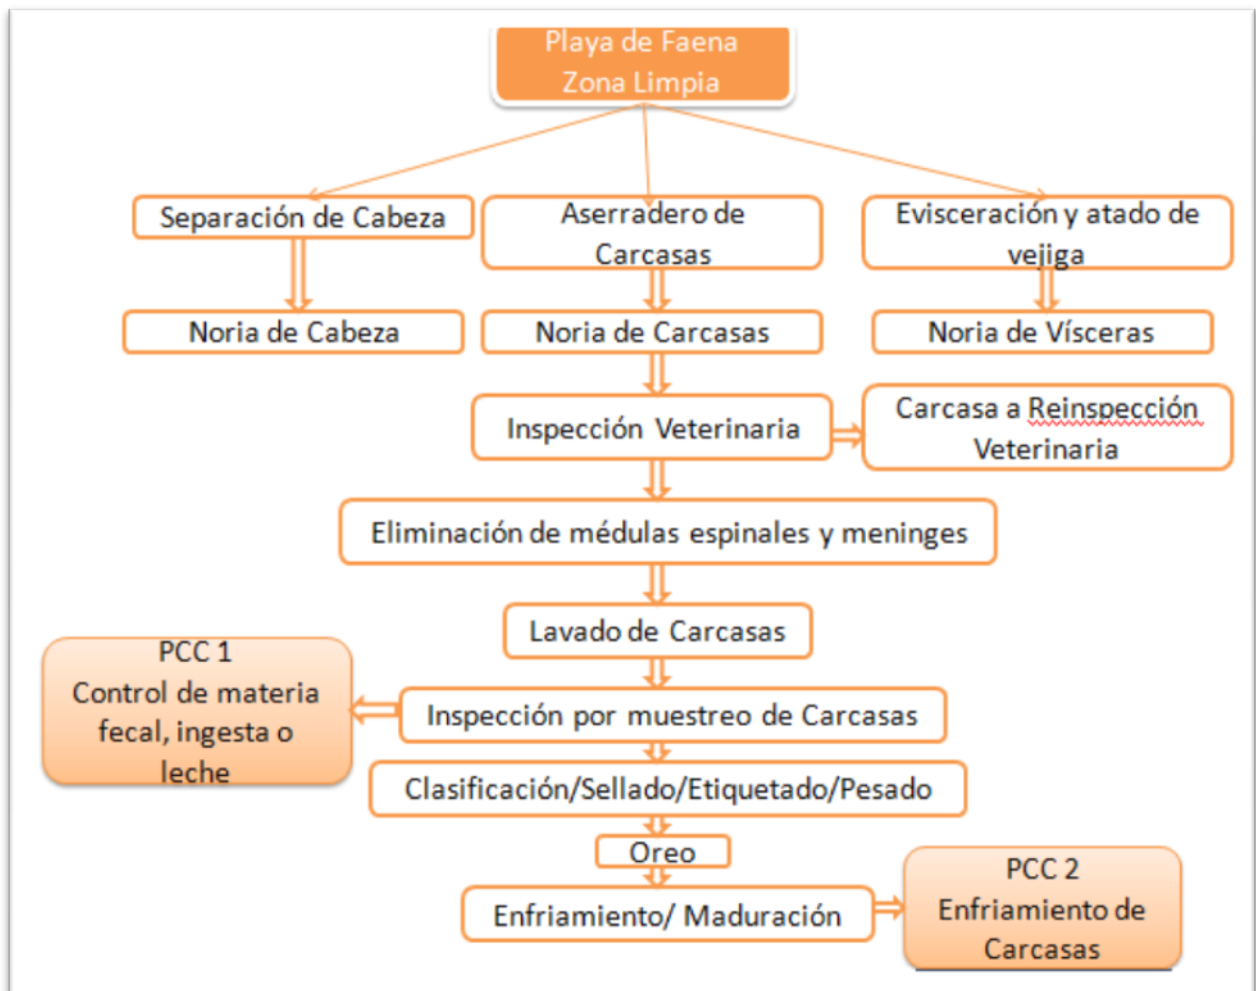 Playa de Faena
Zona Limpia
Separación de Cabeza
Aserradero de
Carcasas
Evisceración y atado de
vejiga
Noria de Cabeza
Noria de Carcasas
Noria de Vísceras
Inspección Veterinaria
Carcasa a Reinspección
Veterinaria
Eliminación de médulas espinales y meninges
Lavado de Carcasas
PCC 1
Control de materia
fecal, ingesta o
leche
Inspección por muestreo de Carcasas
Clasificación/Sellado/Etiquetado/Pesado
Oreo
Enfriamiento/ Maduración
PCC 2
Enfriamiento de
Carcasas